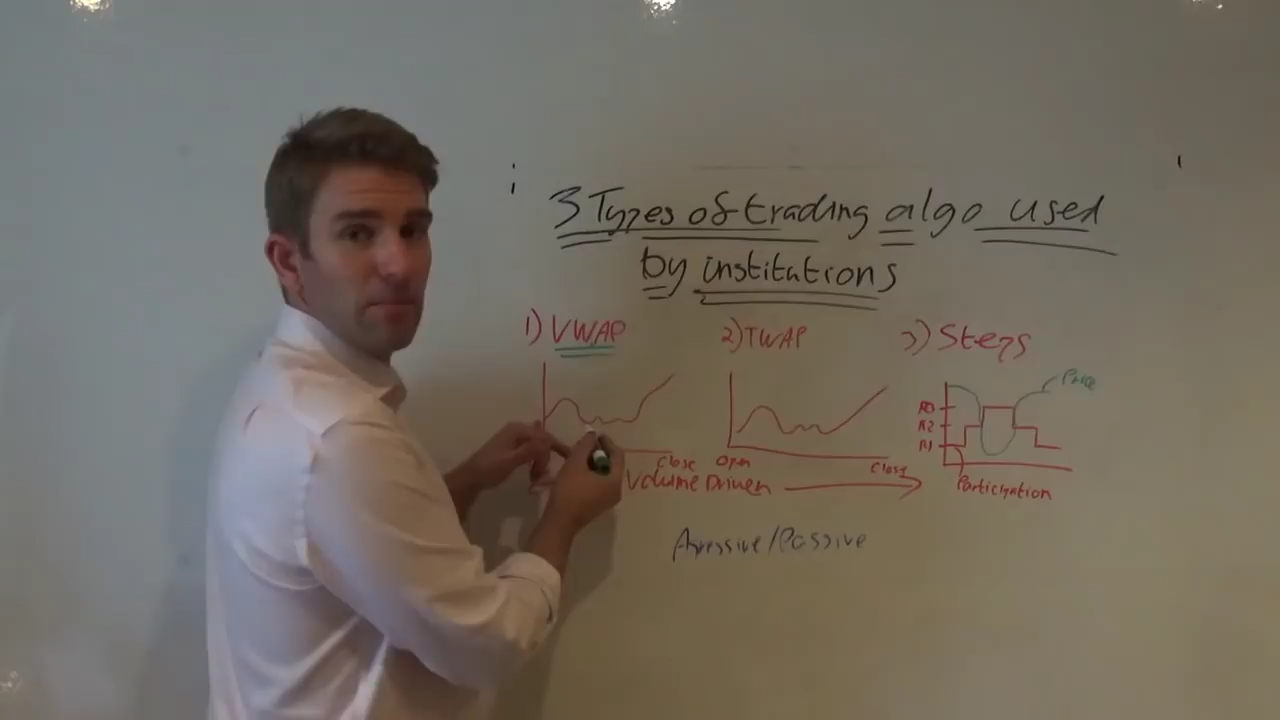 3 Types of trading algo used
by institutions
1) VWAP
2) TWAP
3) Steps
Price
R3
R2
R1
Close
Open
Close
Volume Driven
Participation
Agressive/Passive